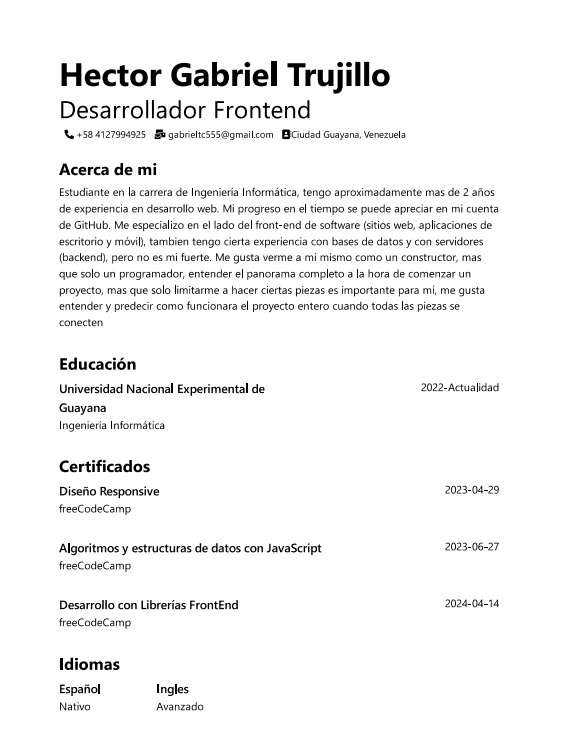 Hector Gabriel Trujillo
Desarrollador Frontend
+58 4127994925 gabrieltc555@gmail.com Ciudad Guayana, Venezuela
Acerca de mi
Estudiante en la carrera de Ingeniería Informática, tengo aproximadamente mas de 2 años
de experiencia en desarrollo web. Mi progreso en el tiempo se puede apreciar en mi cuenta
de GitHub. Me especializo en el lado del front-end de software (sitios web, aplicaciones de
escritorio y móvil), tambien tengo cierta experiencia con bases de datos y con servidores
(backend), pero no es mi fuerte. Me gusta verme a mi mismo como un constructor, mas
que solo un programador, entender el panorama completo a la hora de comenzar un
proyecto, mas que solo limitarme a hacer ciertas piezas es importante para mí, me gusta
entender y predecir como funcionara el proyecto entero cuando todas las piezas se
conecten
Educación
Universidad Nacional Experimental de 2022-Actualidad
Guayana
Ingeniería Informática
Certificados
Diseño Responsive 2023-04-29
freeCodeCamp
Algoritmos y estructuras de datos con JavaScript 2023-06-27
freeCodeCamp
Desarrollo con Librerías FrontEnd 2024-04-14
freeCodeCamp
Idiomas
Español Ingles
Nativo Avanzado